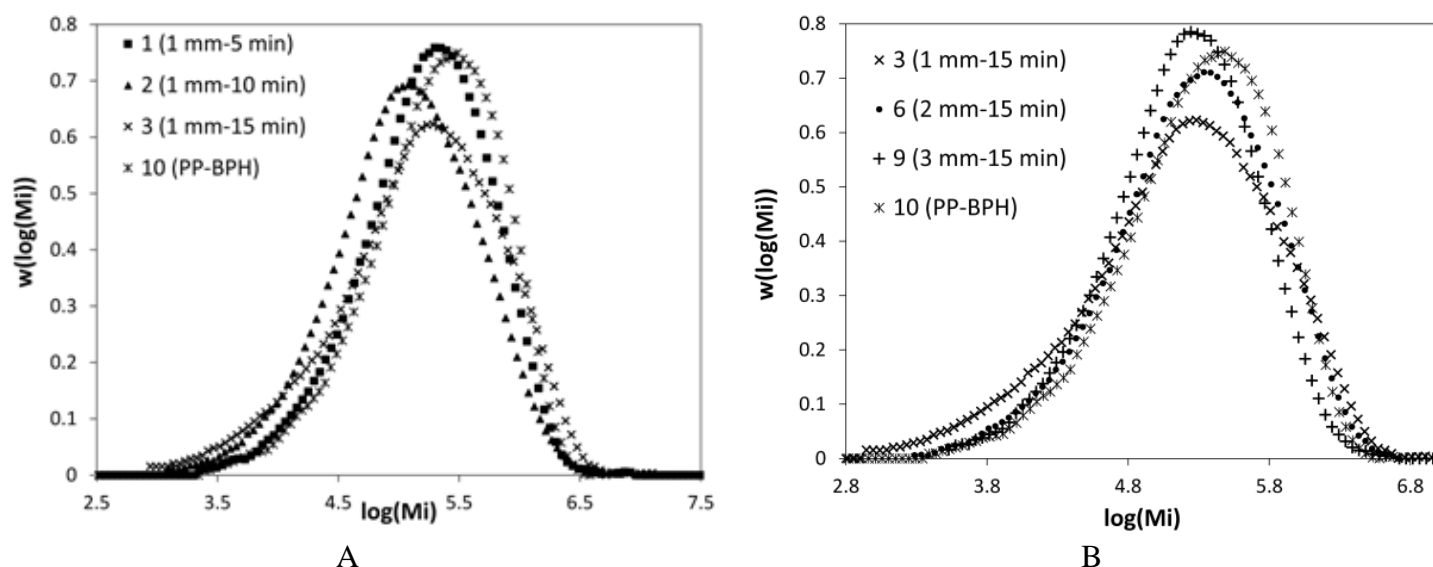 0.8
0.7
0.6
0.5
0.4
0.3
0.2
0.1
0
w(log(Mi))
1 (1 mm-5 min)
2 (1 mm-10 min)
3 (1 mm-15 min)
10 (PP-BPH)
2.5 3.5 4.5 5.5 6.5 7.5
log(Mi)
A
0.8
0.7
0.6
0.5
0.4
0.3
0.2
0.1
0
w(log(Mi))
3 (1 mm-15 min)
6 (2 mm-15 min)
9 (3 mm-15 min)
10 (PP-BPH)
2.8 3.8 4.8 5.8 6.8
log(Mi)
B